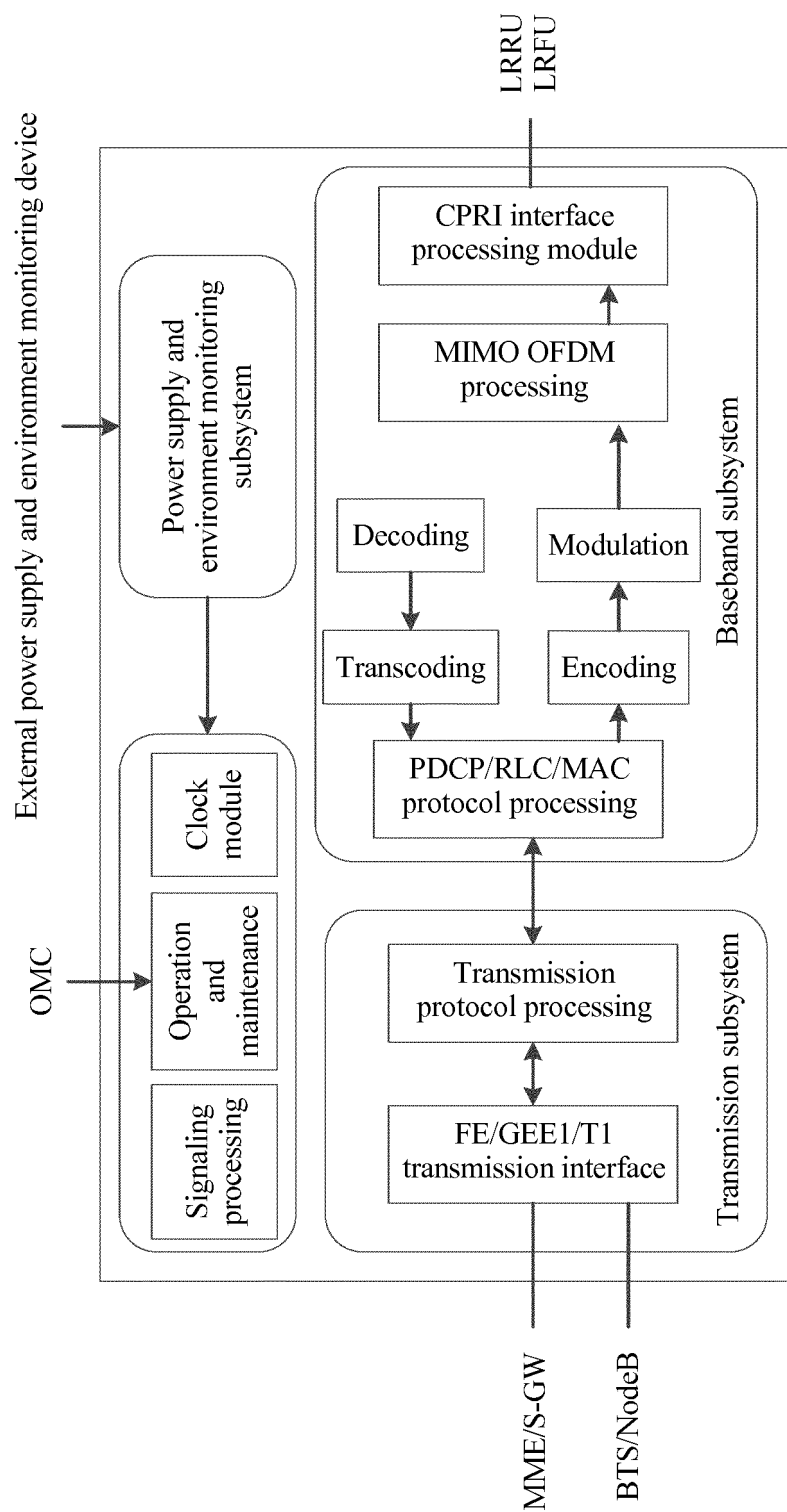 External power supply and environment monitoring device
OMC
Power supply and
environment monitoring
subsystem
Clock
module
Operation
and
maintenance
Signaling
processing
LRRU
LRFU
CPRI interface
processing module
MIMO OFDM
processing
Decoding
Modulation
Transcoding
Encoding
PDCP/RLC/MAC
protocol processing
Baseband subsystem
Transmission
protocol processing
FE/GEE1/T1
transmission interface
Transmission subsystem
MME/S-GW
BTS/NodeB